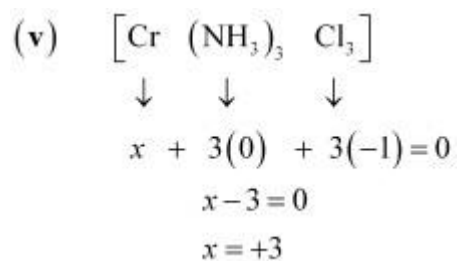 (v) [Cr (NH₃)₃ Cl₃]
↓ ↓ ↓
x + 3(0) + 3(−1) = 0
x − 3 = 0
x = +3